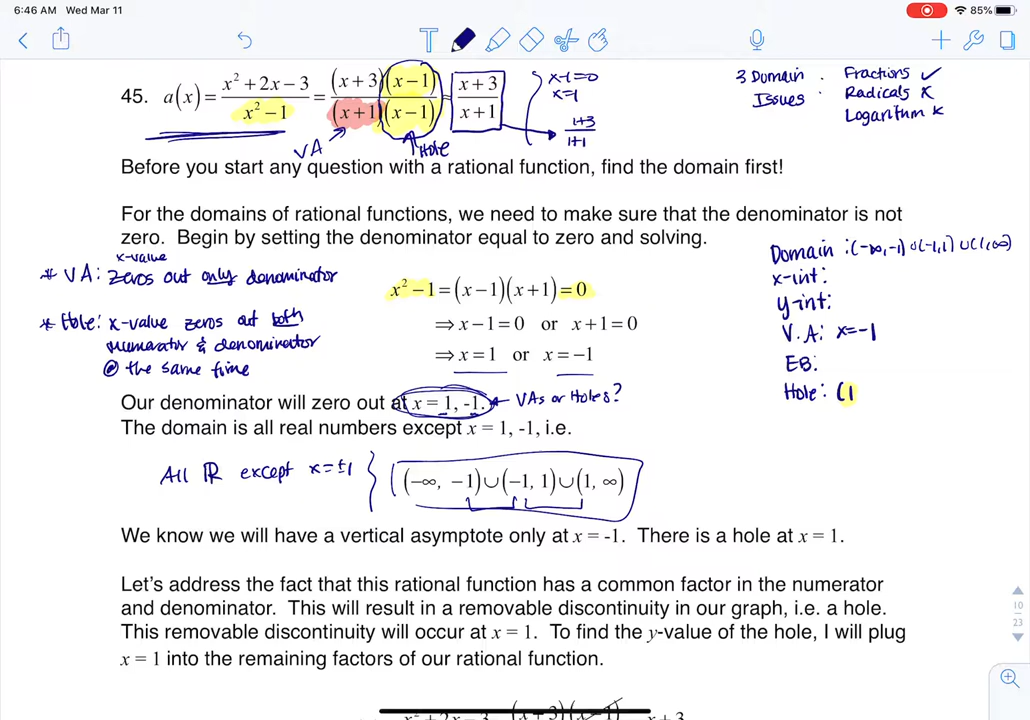 6:46 AM Wed Mar 11
85%
45. a(x) = (x² + 2x − 3)/(x² − 1) = ((x + 3)(x − 1))/((x + 1)(x − 1)) = (x + 3)/(x + 1)
x-1=0
x=1
1+3
1+1
VA
Hole
3 Domain Issues
Fractions ✓
Radicals x
Logarithm x
Before you start any question with a rational function, find the domain first!
For the domains of rational functions, we need to make sure that the denominator is not
zero. Begin by setting the denominator equal to zero and solving.
* VA: x-value zeros out only denominator
* Hole: x-value zeros out both
numerator & denominator
@ the same time
x² − 1 = (x − 1)(x + 1) = 0
⇒ x − 1 = 0 or x + 1 = 0
⇒ x = 1 or x = −1
Domain: (-∞,-1)∪(-1,1)∪(1,∞)
x-int:
y-int:
V.A: x=-1
EB:
Hole: (1
Our denominator will zero out at x = 1, -1.
VAs or Holes?
The domain is all real numbers except x = 1, -1, i.e.
All ℝ except x=±1 { (−∞, −1)∪(−1, 1)∪(1, ∞)
We know we will have a vertical asymptote only at x = -1. There is a hole at x = 1.
Let's address the fact that this rational function has a common factor in the numerator
and denominator. This will result in a removable discontinuity in our graph, i.e. a hole.
This removable discontinuity will occur at x = 1. To find the y-value of the hole, I will plug
x = 1 into the remaining factors of our rational function.
10
23